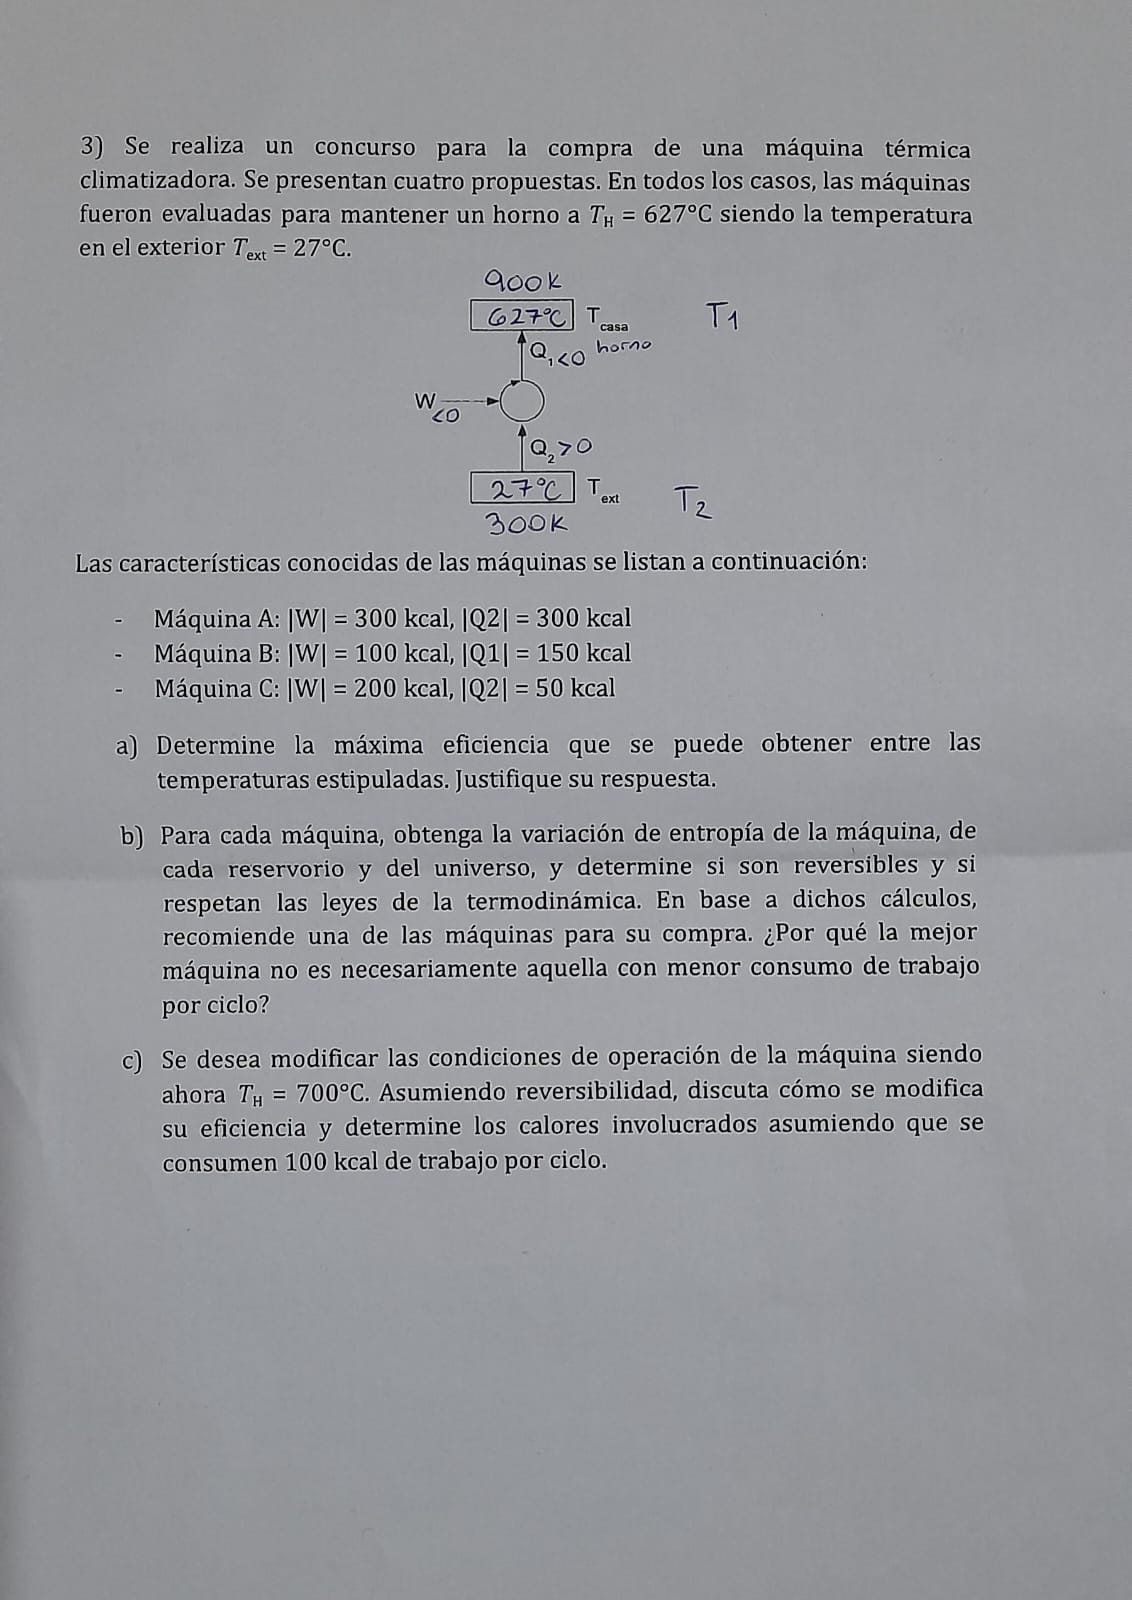 3) Se realiza un concurso para la compra de una máquina térmica
climatizadora. Se presentan cuatro propuestas. En todos los casos, las máquinas
fueron evaluadas para mantener un horno a T_H = 627°C siendo la temperatura
en el exterior T_ext = 27°C.
900K
627°C T_casa T1
Q_1<0 horno
W <0
Q_2>0
27°C T_ext T2
300K
Las características conocidas de las máquinas se listan a continuación:
- Máquina A: |W| = 300 kcal, |Q2| = 300 kcal
- Máquina B: |W| = 100 kcal, |Q1| = 150 kcal
- Máquina C: |W| = 200 kcal, |Q2| = 50 kcal
a) Determine la máxima eficiencia que se puede obtener entre las
temperaturas estipuladas. Justifique su respuesta.
b) Para cada máquina, obtenga la variación de entropía de la máquina, de
cada reservorio y del universo, y determine si son reversibles y si
respetan las leyes de la termodinámica. En base a dichos cálculos,
recomiende una de las máquinas para su compra. ¿Por qué la mejor
máquina no es necesariamente aquella con menor consumo de trabajo
por ciclo?
c) Se desea modificar las condiciones de operación de la máquina siendo
ahora T_H = 700°C. Asumiendo reversibilidad, discuta cómo se modifica
su eficiencia y determine los calores involucrados asumiendo que se
consumen 100 kcal de trabajo por ciclo.